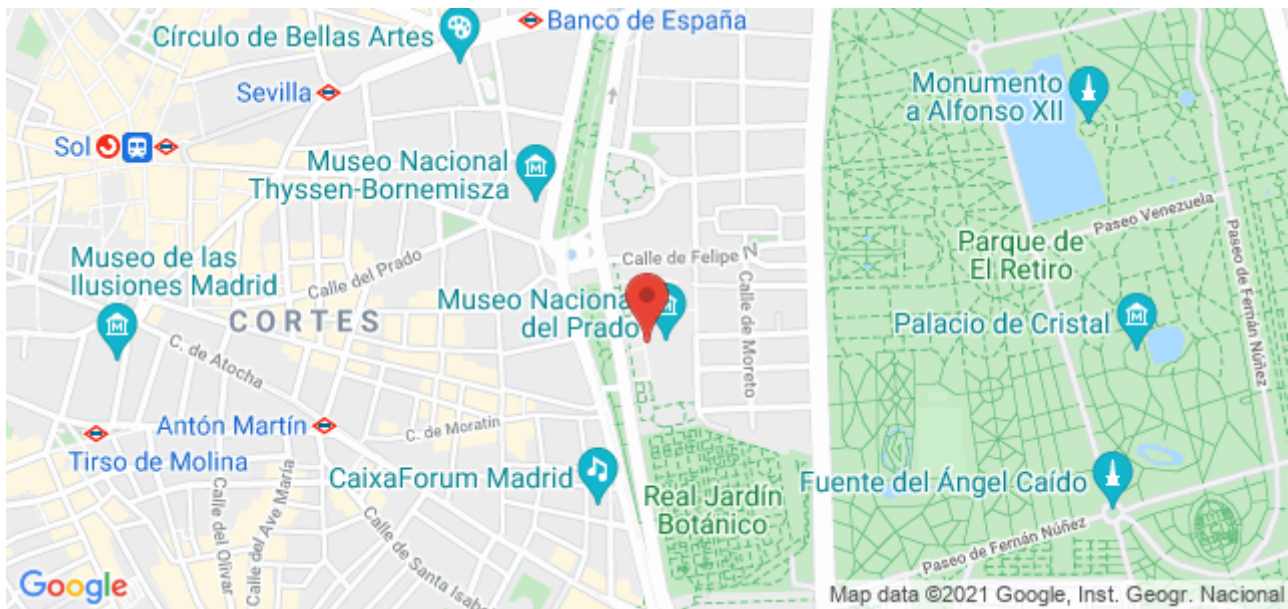 Banco de España
Círculo de Bellas Artes
Sevilla
Sol
Museo Nacional
Thyssen-Bornemisza
Monumento
a Alfonso XII
Paseo Venezuela
Paseo de Fernán Núñez
Parque de
El Retiro
Calle de Felipe
Calle del Prado
Museo de las
Ilusiones Madrid
CORTES
Museo Nacional
del Prado
Calle de Moreto
Palacio de Cristal
C. de Atocha
Antón Martín
C. de Moratín
Tirso de Molina
CaixaForum Madrid
Real Jardín
Botánico
Fuente del Ángel Caído
Paseo de Fernán Núñez
Calle del Olivar
Calle del Ave María
Calle de Santa Isabel
Google
Map data ©2021 Google, Inst. Geogr. Nacional